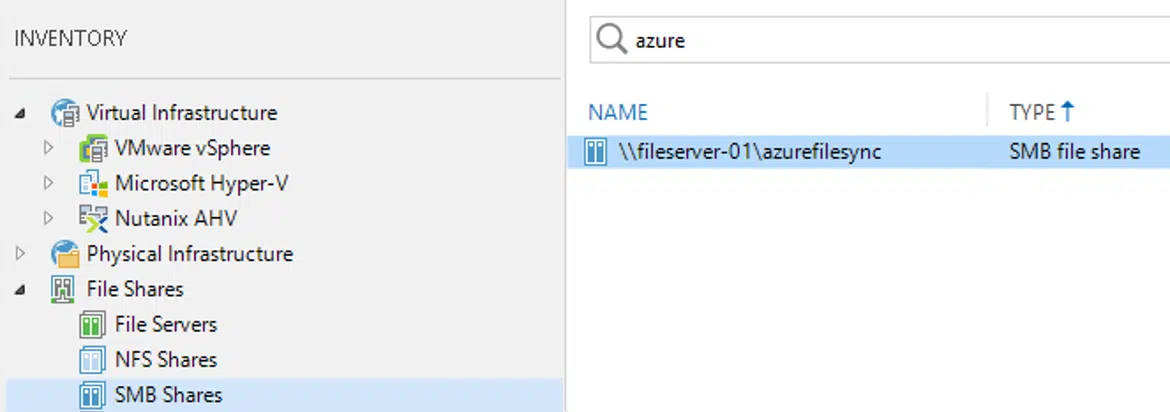 INVENTORY
Virtual Infrastructure
VMware vSphere
Microsoft Hyper-V
Nutanix AHV
Physical Infrastructure
File Shares
File Servers
NFS Shares
SMB Shares
azure
NAME TYPE
\\fileserver-01\azurefilesync SMB file share